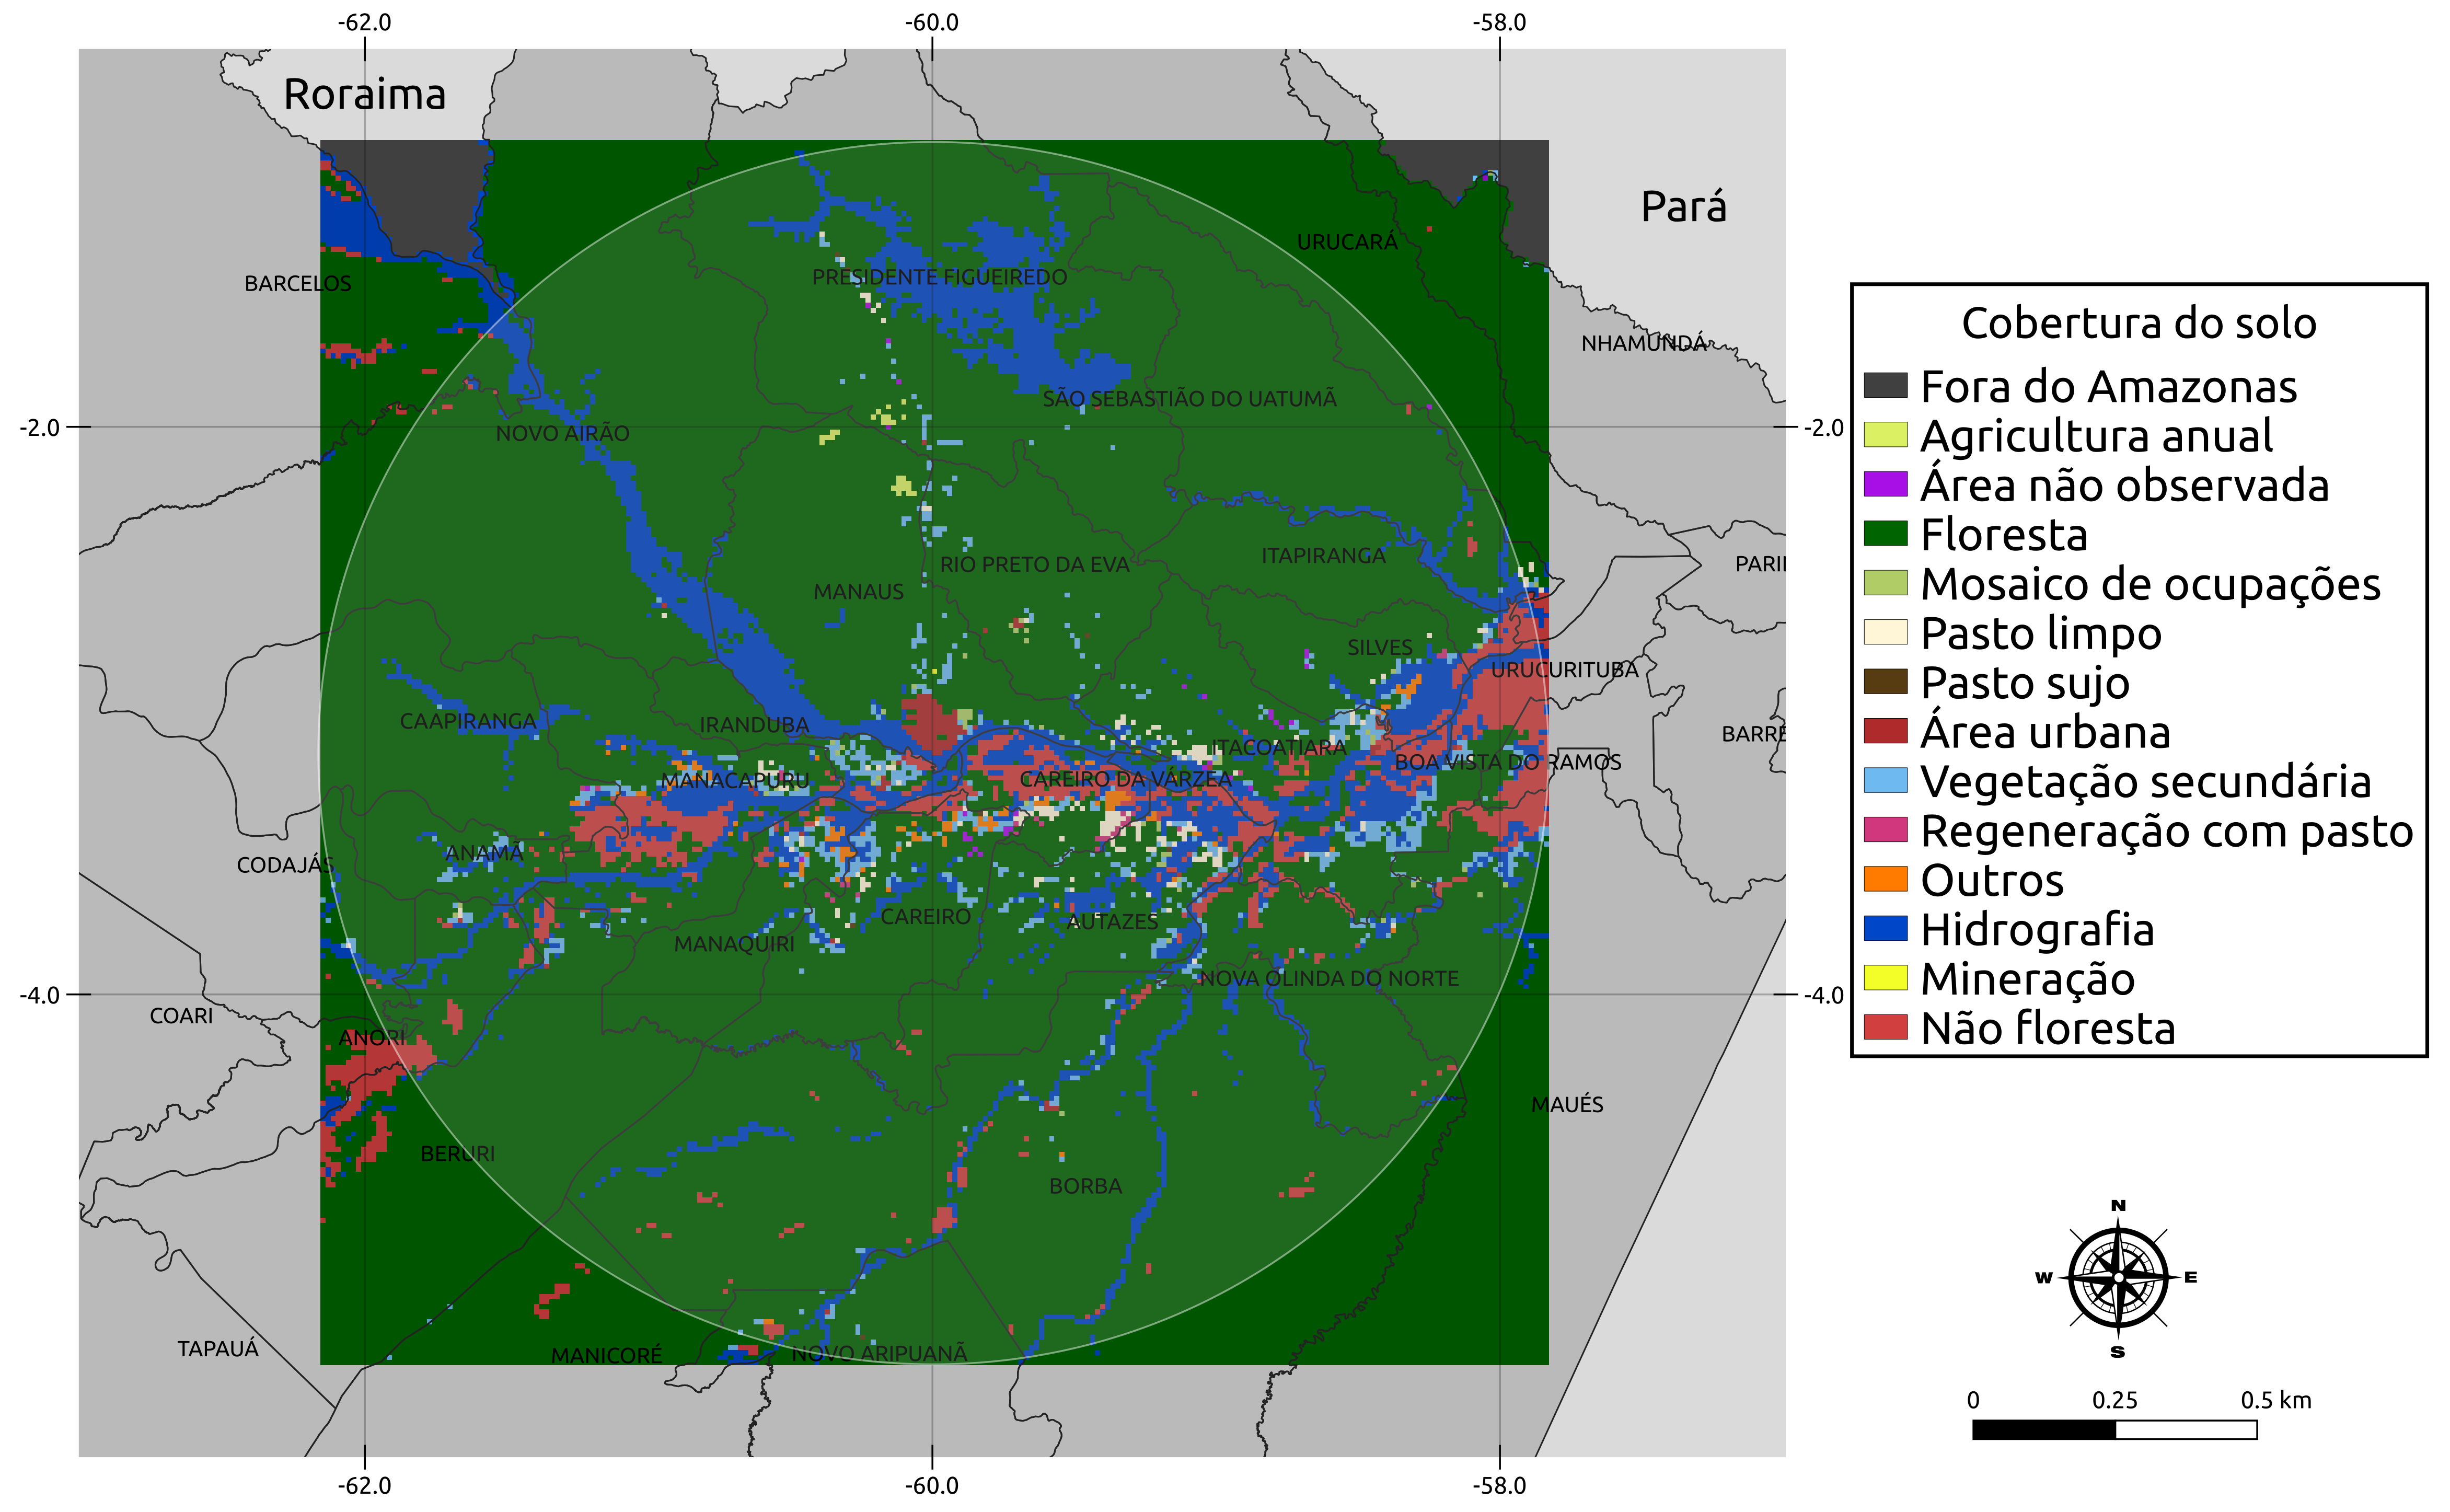 -62.0
-60.0
-58.0
Roraima
Pará
URUCARÁ
PRESIDENTE FIGUEIREDO
BARCELOS
NHAMUNDÁ
SÃO SEBASTIÃO DO UATUMÃ
-2.0
-2.0
NOVO AIRÃO
ITAPIRANGA
RIO PRETO DA EVA
PARI
MANAUS
SILVES
URUCURITUBA
CAAPIRANGA
IRANDUBA
BARRE
ITACOATIARA
BOA VISTA DO RAMOS
MANACAPURU
CAREIRO DA VÁRZEA
ANAMÃ
CODAJÁS
CAREIRO
AUTAZES
MANAQUIRI
NOVA OLINDA DO NORTE
-4.0
-4.0
COARI
ANORI
MAUÉS
BERURI
BORBA
TAPAUÁ
MANICORÉ
NOVO ARIPUANÃ
-62.0
-60.0
-58.0
Cobertura do solo
Fora do Amazonas
Agricultura anual
Área não observada
Floresta
Mosaico de ocupações
Pasto limpo
Pasto sujo
Área urbana
Vegetação secundária
Regeneração com pasto
Outros
Hidrografia
Mineração
Não floresta
N
W
E
S
0
0.25
0.5 km